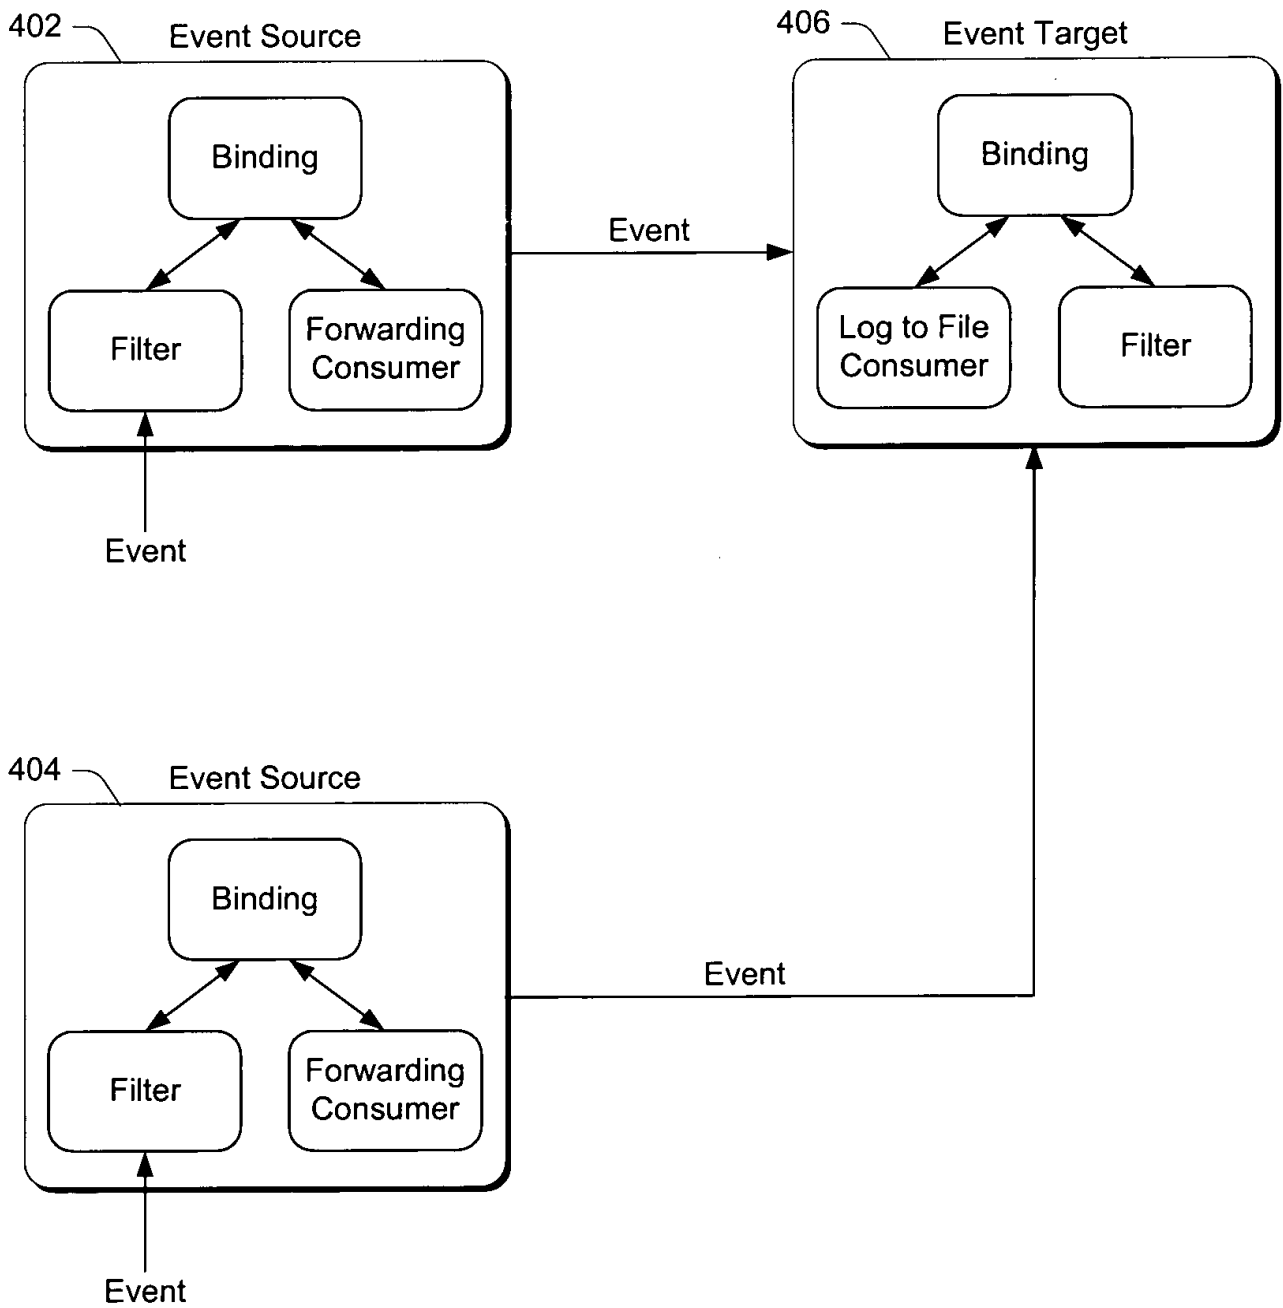 402
Event Source
406
Event Target
Binding
Binding
Event
Filter
Forwarding
Consumer
Log to File
Consumer
Filter
Event
404
Event Source
Binding
Event
Filter
Forwarding
Consumer
Event